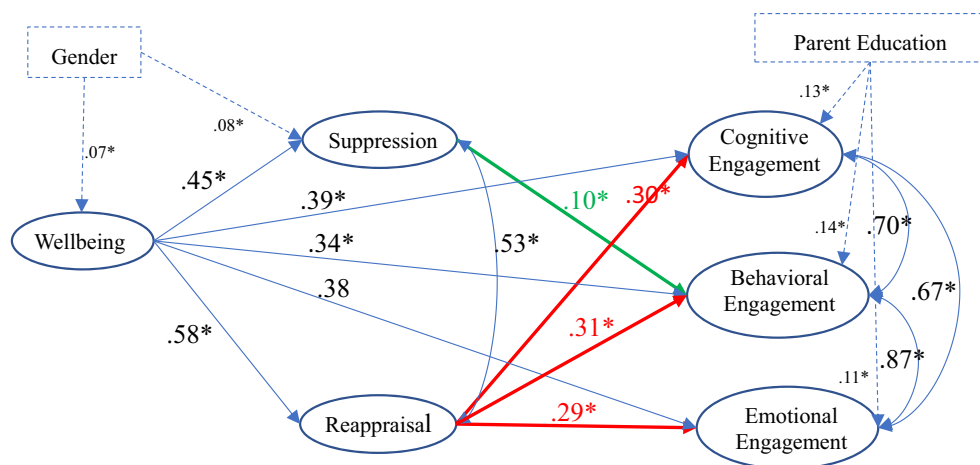 Gender
Parent Education
.13*
.08*
Suppression
Cognitive
Engagement
.07*
.45*
.39*
.10*
.30*
Wellbeing
.34*
.53*
.14*
.70*
.38
Behavioral
Engagement
.67*
.58*
.31*
.87*
.11*
Reappraisal
.29*
Emotional
Engagement